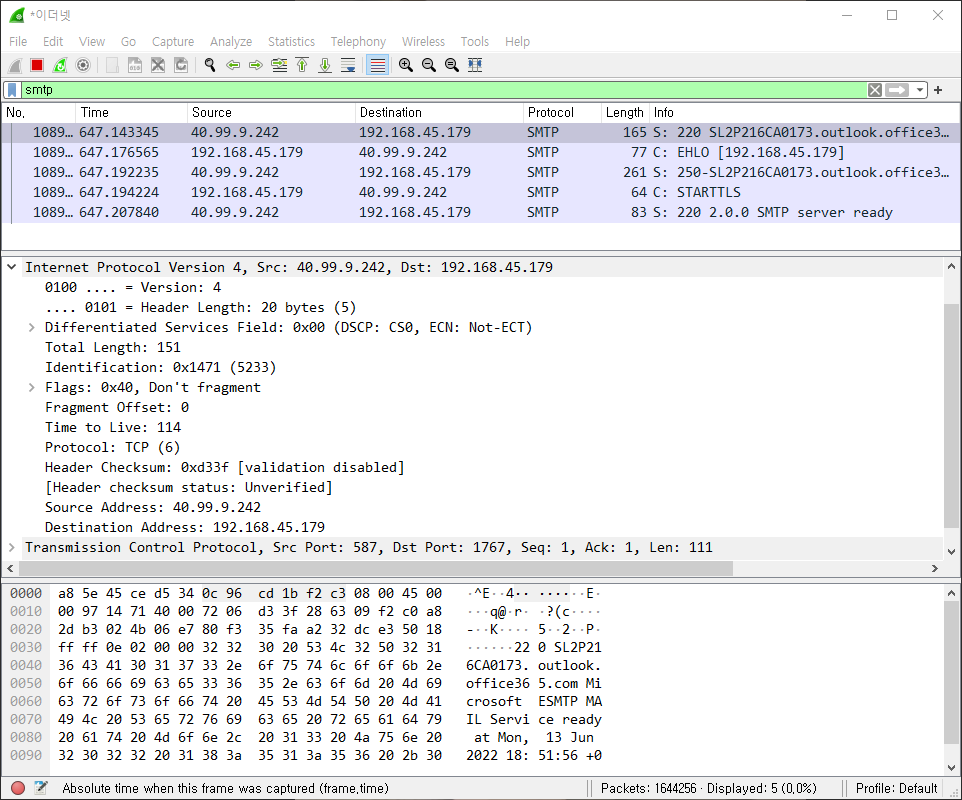 *이더넷
File Edit View Go Capture Analyze Statistics Telephony Wireless Tools Help
smtp
No. Time Source Destination Protocol Length Info
1089… 647.143345 40.99.9.242 192.168.45.179 SMTP 165 S: 220 SL2P216CA0173.outlook.office3…
1089… 647.176565 192.168.45.179 40.99.9.242 SMTP 77 C: EHLO [192.168.45.179]
1089… 647.192235 40.99.9.242 192.168.45.179 SMTP 261 S: 250-SL2P216CA0173.outlook.office3…
1089… 647.194224 192.168.45.179 40.99.9.242 SMTP 64 C: STARTTLS
1089… 647.207840 40.99.9.242 192.168.45.179 SMTP 83 S: 220 2.0.0 SMTP server ready
Internet Protocol Version 4, Src: 40.99.9.242, Dst: 192.168.45.179
0100 .... = Version: 4
.... 0101 = Header Length: 20 bytes (5)
Differentiated Services Field: 0x00 (DSCP: CS0, ECN: Not-ECT)
Total Length: 151
Identification: 0x1471 (5233)
Flags: 0x40, Don't fragment
Fragment Offset: 0
Time to Live: 114
Protocol: TCP (6)
Header Checksum: 0xd33f [validation disabled]
[Header checksum status: Unverified]
Source Address: 40.99.9.242
Destination Address: 192.168.45.179
Transmission Control Protocol, Src Port: 587, Dst Port: 1767, Seq: 1, Ack: 1, Len: 111
0000 a8 5e 45 ce d5 34 0c 96 cd 1b f2 c3 08 00 45 00 ·^E··4·· ······E·
0010 00 97 14 71 40 00 72 06 d3 3f 28 63 09 f2 c0 a8 ···q@·r· ·?(c····
0020 2d b3 02 4b 06 e7 80 f3 35 fa a2 32 dc e3 50 18 -··K···· 5··2··P·
0030 ff ff 0e 02 00 00 32 32 30 20 53 4c 32 50 32 31 ······22 0 SL2P21
0040 36 43 41 30 31 37 33 2e 6f 75 74 6c 6f 6f 6b 2e 6CA0173. outlook.
0050 6f 66 66 69 63 65 33 36 35 2e 63 6f 6d 20 4d 69 office36 5.com Mi
0060 63 72 6f 73 6f 66 74 20 45 53 4d 54 50 20 4d 41 crosoft ESMTP MA
0070 49 4c 20 53 65 72 76 69 63 65 20 72 65 61 64 79 IL Servi ce ready
0080 20 61 74 20 4d 6f 6e 2c 20 31 33 20 4a 75 6e 20 at Mon, 13 Jun
0090 32 30 32 32 20 31 38 3a 35 31 3a 35 36 20 2b 30 2022 18: 51:56 +0
Absolute time when this frame was captured (frame,time) Packets: 1644256 · Displayed: 5 (0,0%) Profile: Default